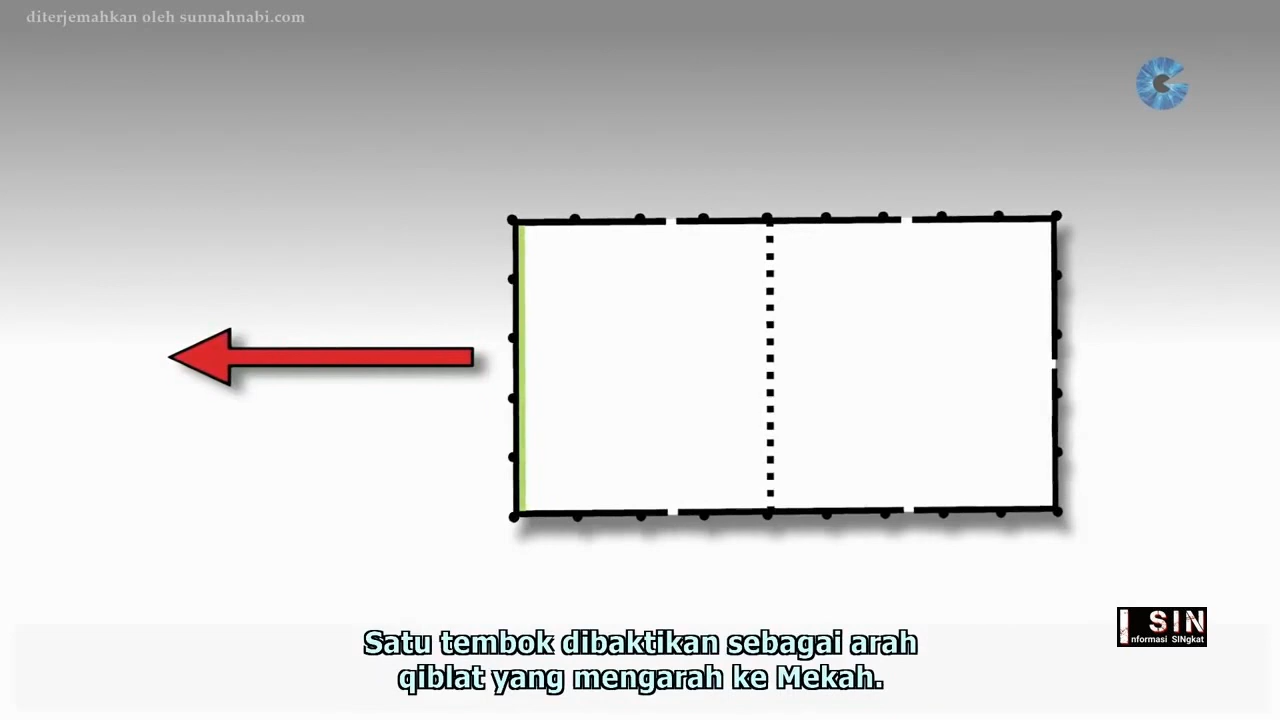 diterjemahkan oleh sunnahnabi.com
I SIN
nformasi SINgkat
Satu tembok dibaktikan sebagai arah
qiblat yang mengarah ke Mekah.